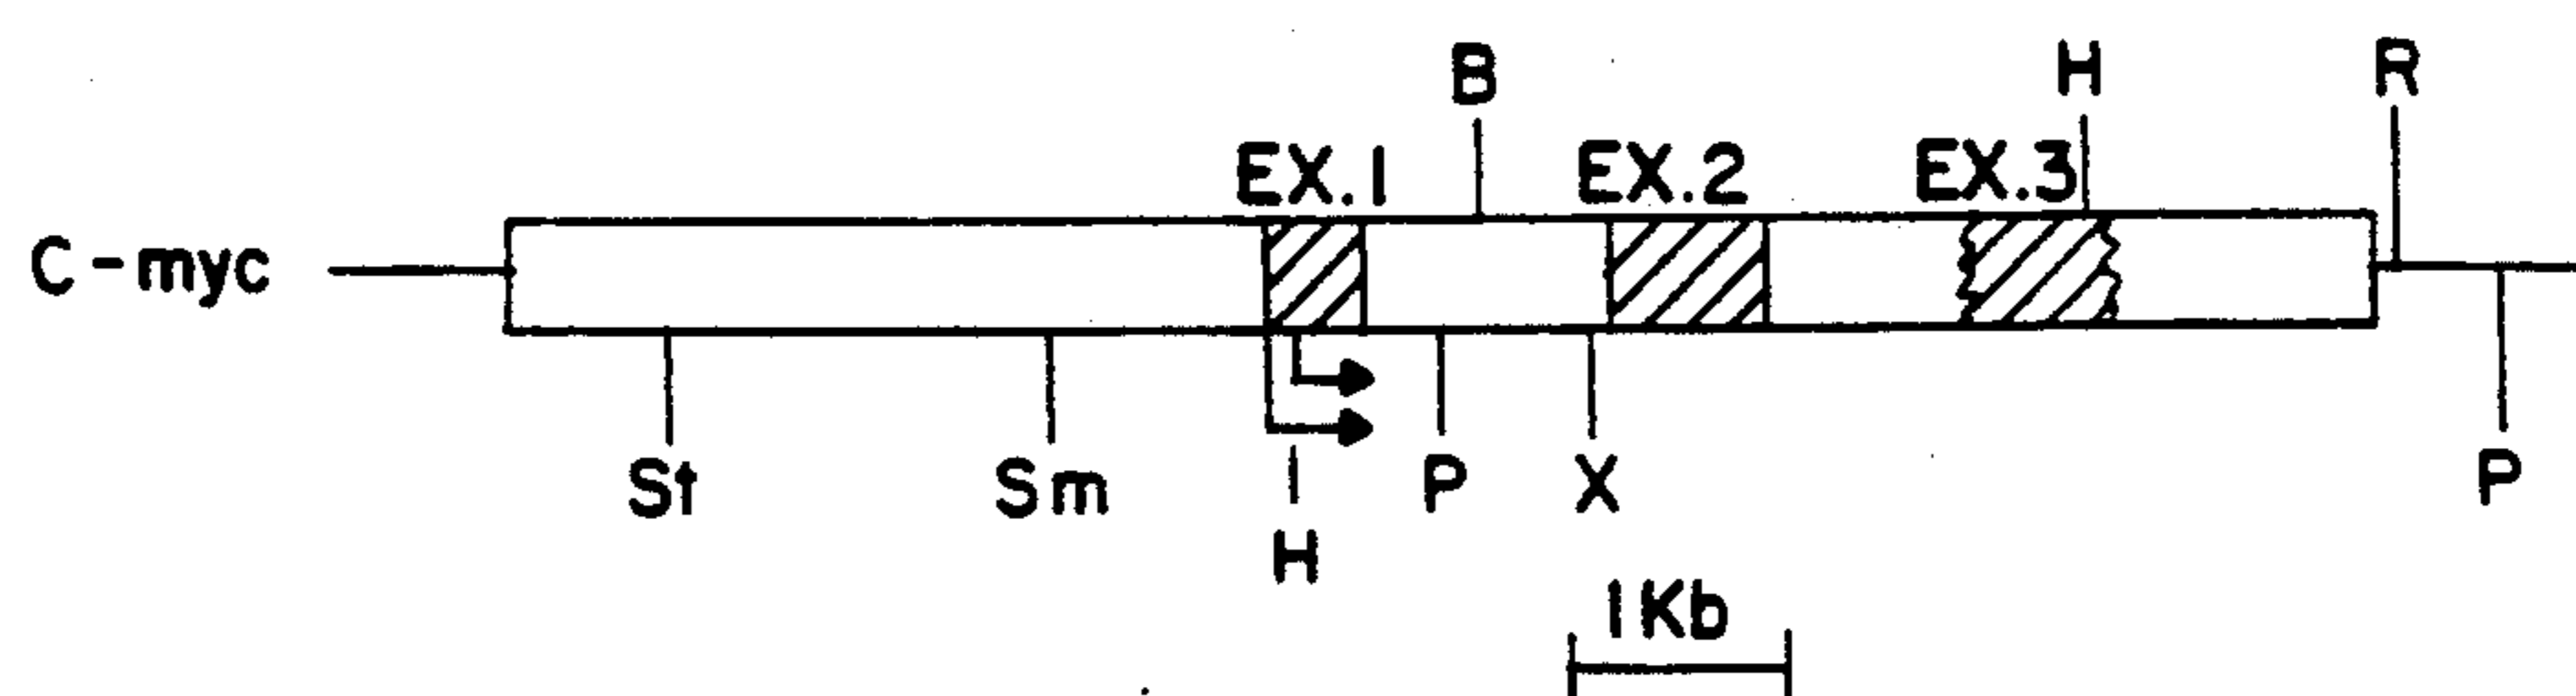 B H R
EX.1 EX.2 EX.3
C-myc
St Sm P X P
H
1Kb